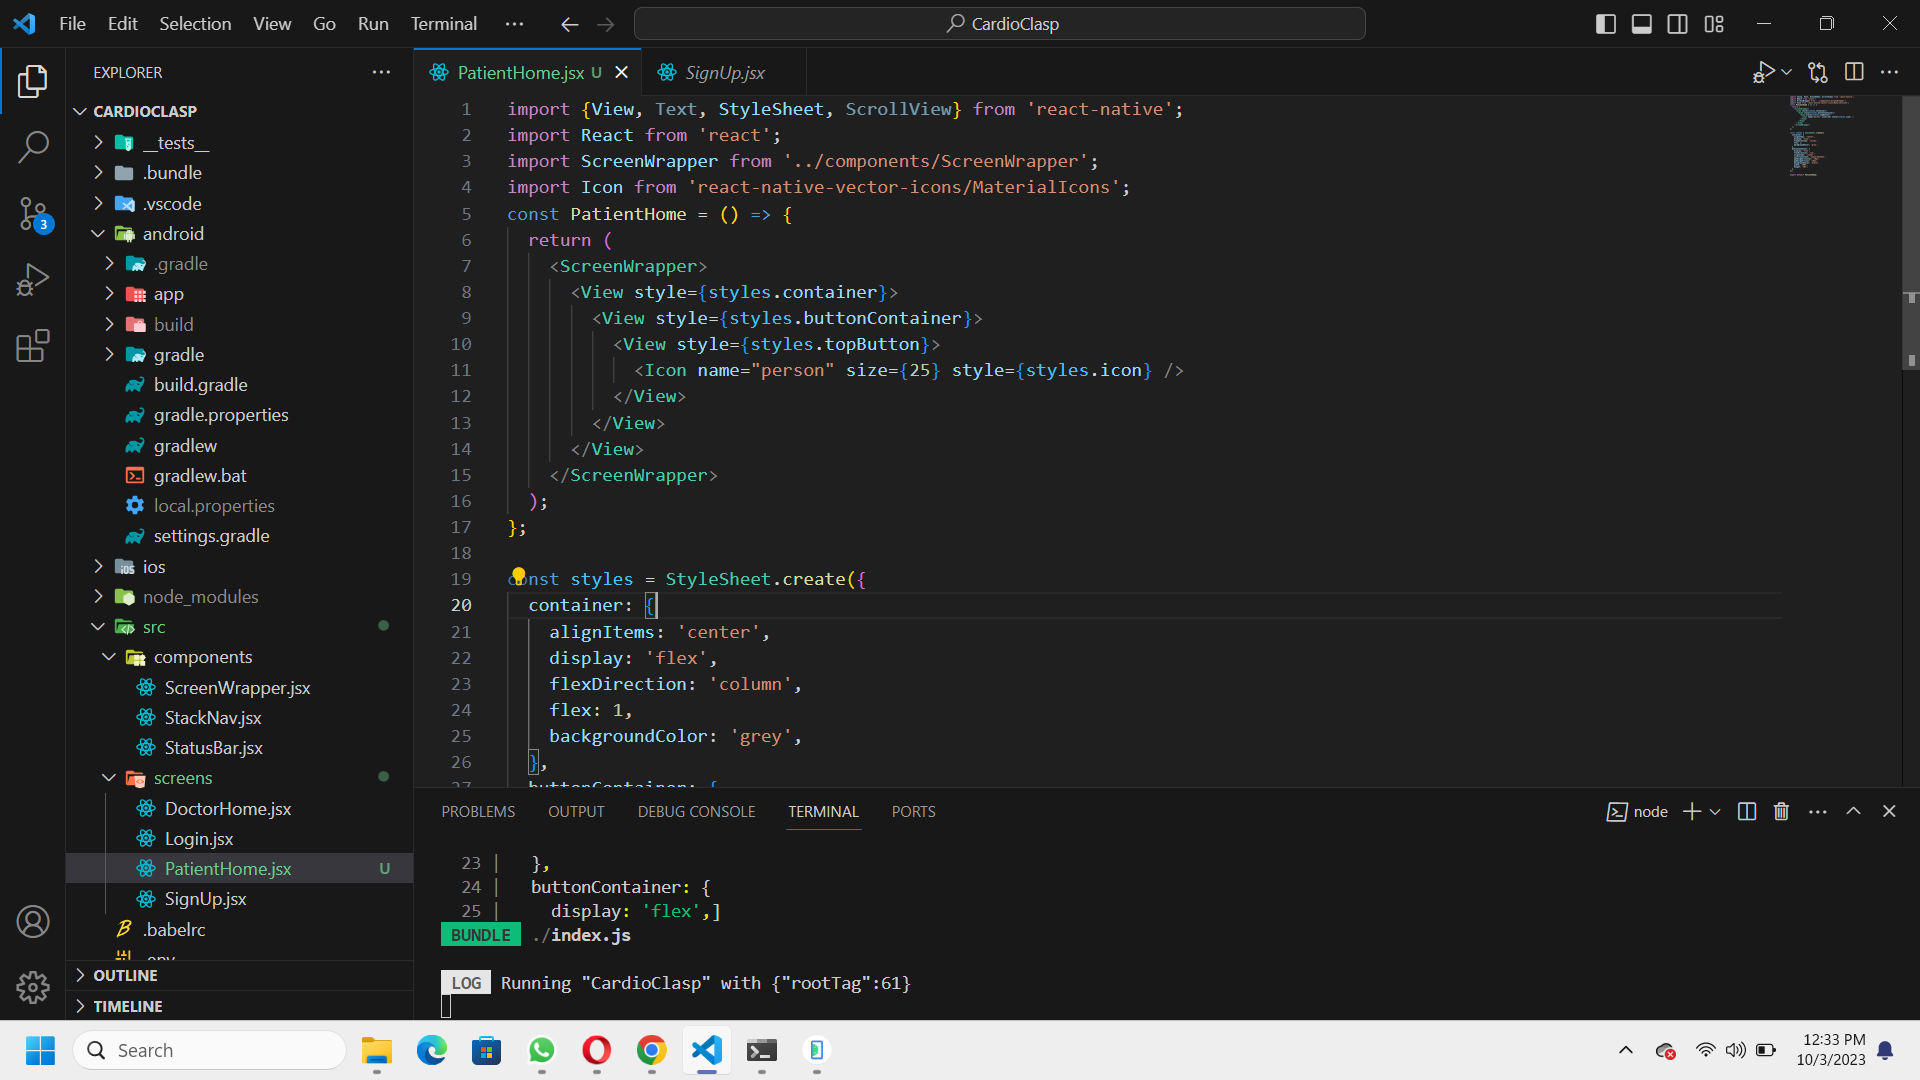 File Edit Selection View Go Run Terminal ··· CardioClasp
EXPLORER ···
CARDIOCLASP
__tests__
.bundle
.vscode
android
.gradle
app
build
gradle
build.gradle
gradle.properties
gradlew
gradlew.bat
local.properties
settings.gradle
ios
node_modules
src
components
ScreenWrapper.jsx
StackNav.jsx
StatusBar.jsx
screens
DoctorHome.jsx
Login.jsx
PatientHome.jsx U
SignUp.jsx
.babelrc
.env
OUTLINE
TIMELINE
3
PatientHome.jsx U SignUp.jsx
1 import {View, Text, StyleSheet, ScrollView} from 'react-native';
2 import React from 'react';
3 import ScreenWrapper from '../components/ScreenWrapper';
4 import Icon from 'react-native-vector-icons/MaterialIcons';
5 const PatientHome = () => {
6 return (
7 <ScreenWrapper>
8 <View style={styles.container}>
9 <View style={styles.buttonContainer}>
10 <View style={styles.topButton}>
11 <Icon name="person" size={25} style={styles.icon} />
12 </View>
13 </View>
14 </View>
15 </ScreenWrapper>
16 );
17 };
18
19 const styles = StyleSheet.create({
20 container: {
21 alignItems: 'center',
22 display: 'flex',
23 flexDirection: 'column',
24 flex: 1,
25 backgroundColor: 'grey',
26 },
27 buttonContainer: {
PROBLEMS OUTPUT DEBUG CONSOLE TERMINAL PORTS node
23 | },
24 | buttonContainer: {
25 | display: 'flex',]
BUNDLE ./index.js
LOG Running "CardioClasp" with {"rootTag":61}
Search
12:33 PM
10/3/2023